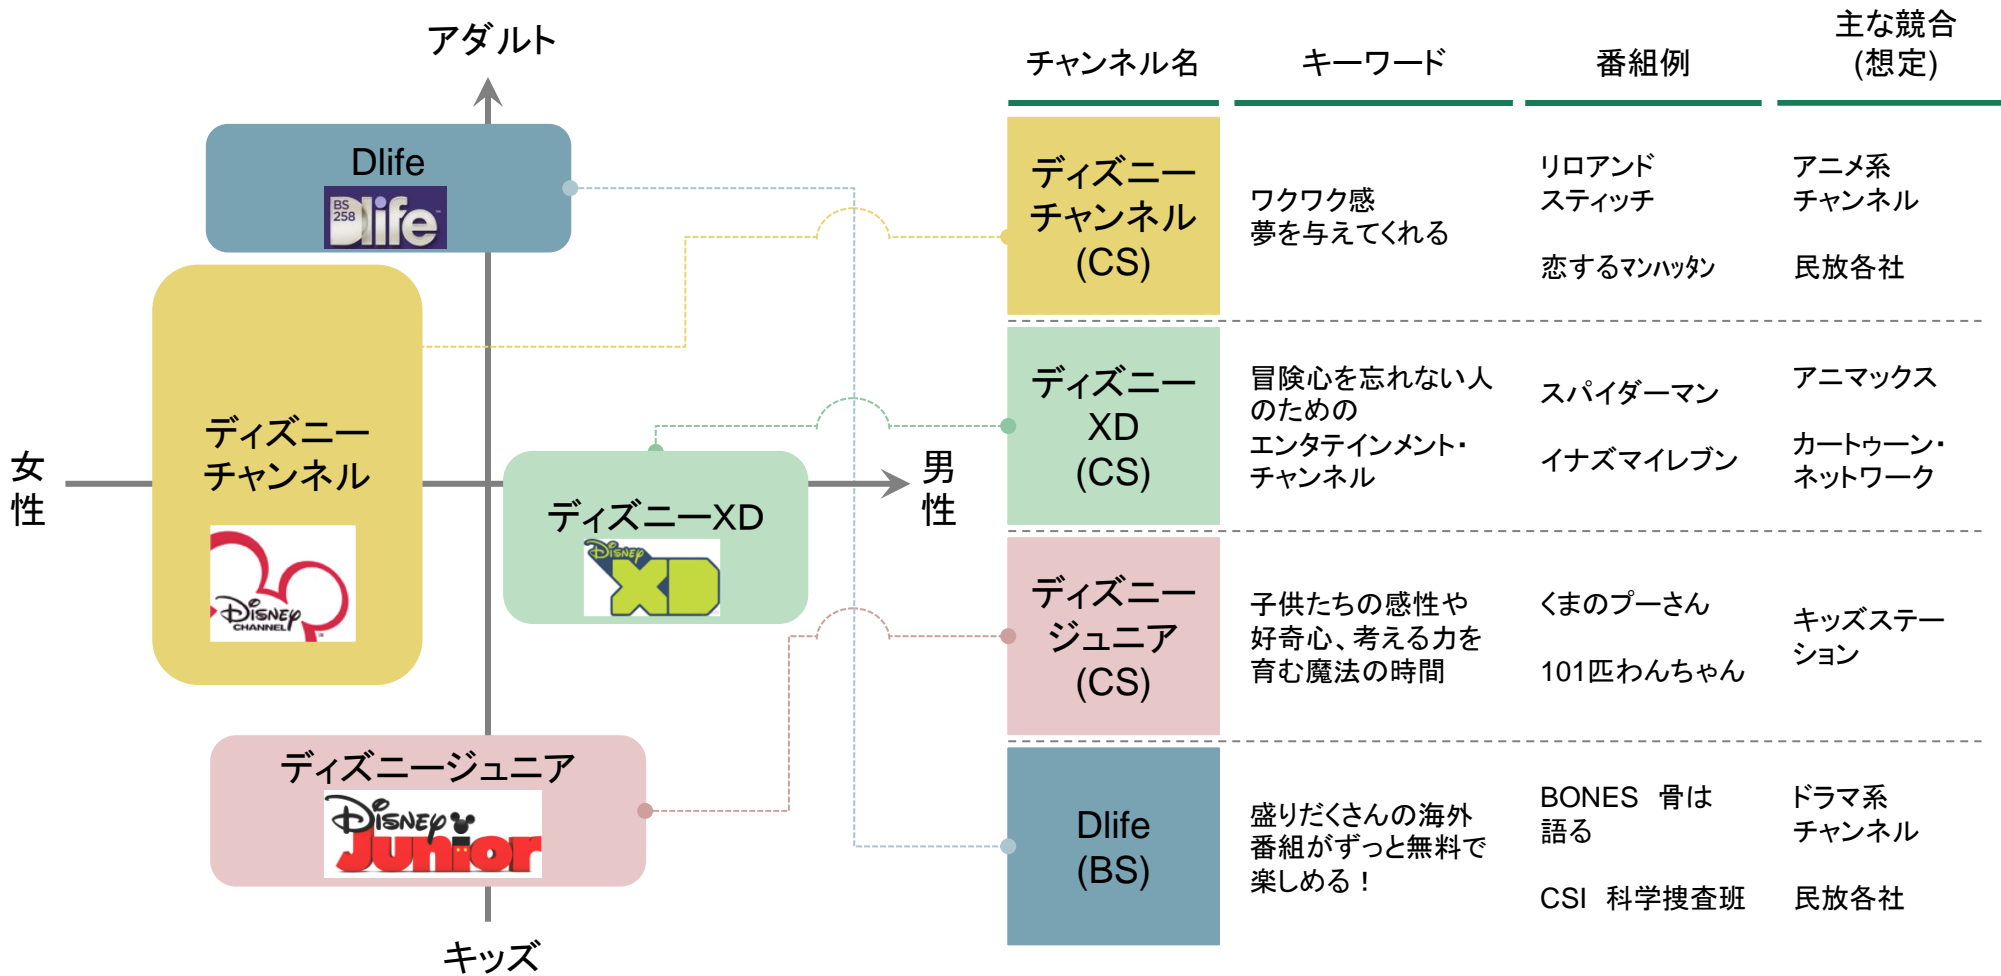 アダルト
Dlife
BS
258
Dlife
ディズニー
チャンネル
DISNEY
CHANNEL
女
性
男
性
ディズニーXD
DISNEY
XD
ディズニージュニア
DISNEY
Junior
キッズ
チャンネル名
キーワード
番組例
主な競合
(想定)
ディズニー
チャンネル
(CS)
ワクワク感
夢を与えてくれる
リロアンド
スティッチ
恋するマンハッタン
アニメ系
チャンネル
民放各社
ディズニー
XD
(CS)
冒険心を忘れない人
のための
エンタテインメント・
チャンネル
スパイダーマン
イナズマイレブン
アニマックス
カートゥーン・
ネットワーク
ディズニー
ジュニア
(CS)
子供たちの感性や
好奇心、考える力を
育む魔法の時間
くまのプーさん
101匹わんちゃん
キッズステー
ション
Dlife
(BS)
盛りだくさんの海外
番組がずっと無料で
楽しめる！
BONES　骨は
語る
CSI　科学捜査班
ドラマ系
チャンネル
民放各社